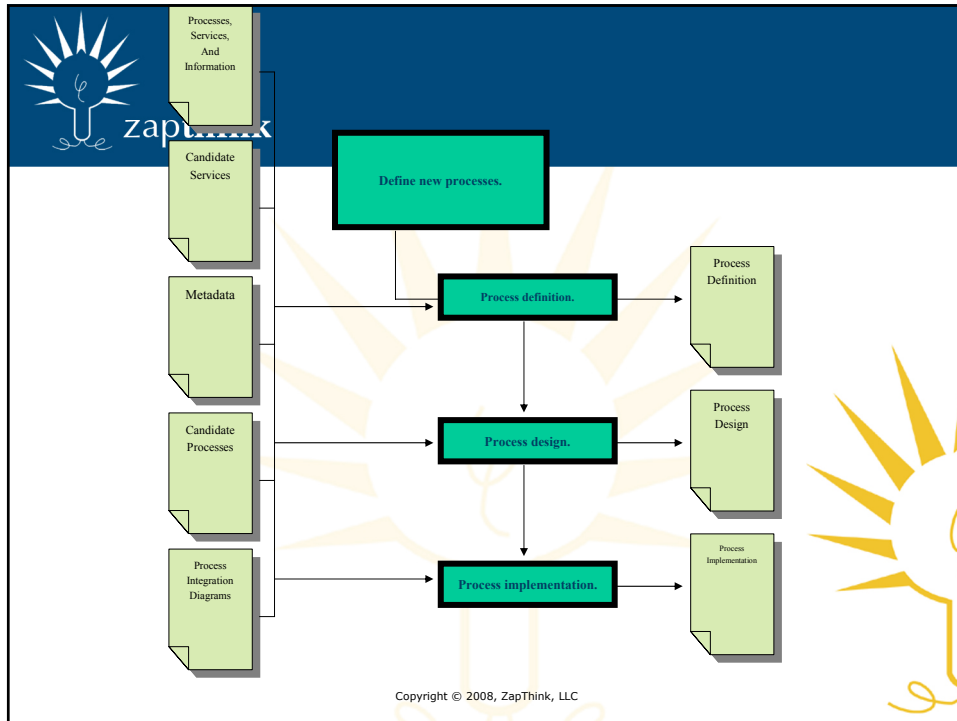 Processes,
Services,
And
Information
zapthink
Candidate
Services
Define new processes.
Metadata
Process definition.
Process
Definition
Candidate
Processes
Process design.
Process
Design
Process
Integration
Diagrams
Process implementation.
Process
Implementation
Copyright © 2008, ZapThink, LLC